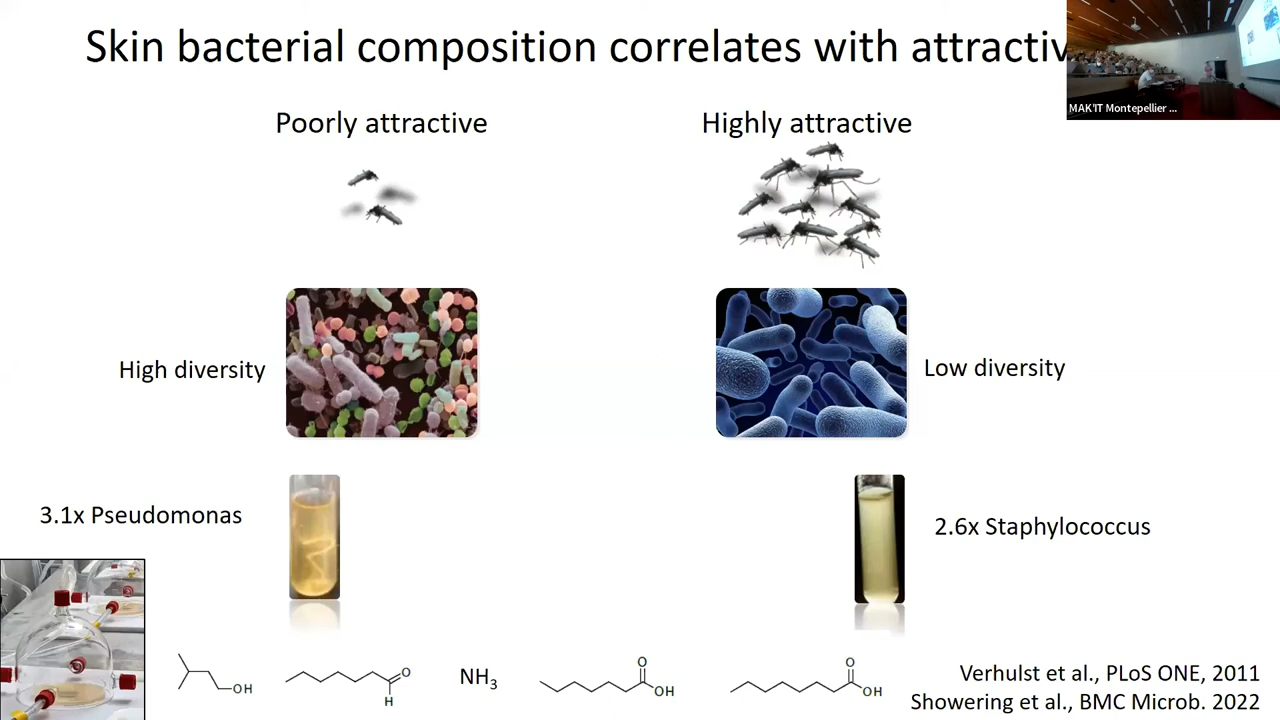 Skin bacterial composition correlates with attractiv
MAK'IT Montepellier ...
Poorly attractive
Highly attractive
High diversity
Low diversity
3.1x Pseudomonas
2.6x Staphylococcus
OH
O
H
NH3
O
OH
O
OH
Verhulst et al., PLoS ONE, 2011
Showering et al., BMC Microb. 2022